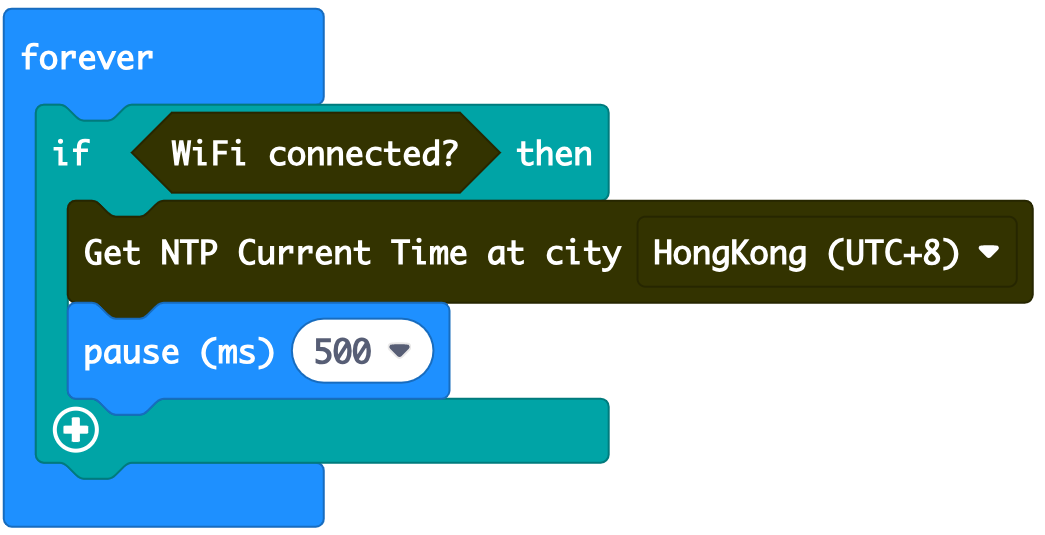 forever
if WiFi connected? then
Get NTP Current Time at city HongKong (UTC+8)
pause (ms) 500